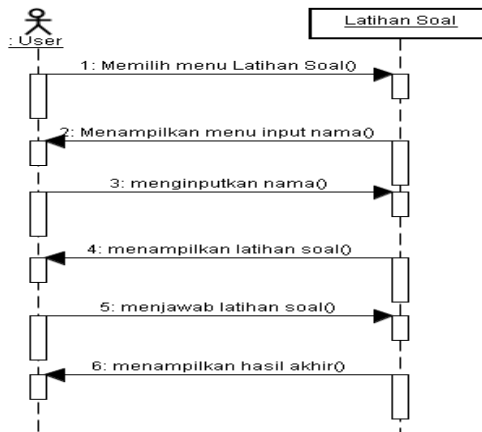 : User
Latihan Soal
1: Memilih menu Latihan Soal()
2: Menampilkan menu input nama()
3: menginputkan nama()
4: menampilkan latihan soal()
5: menjawab latihan soal()
6: menampilkan hasil akhir()